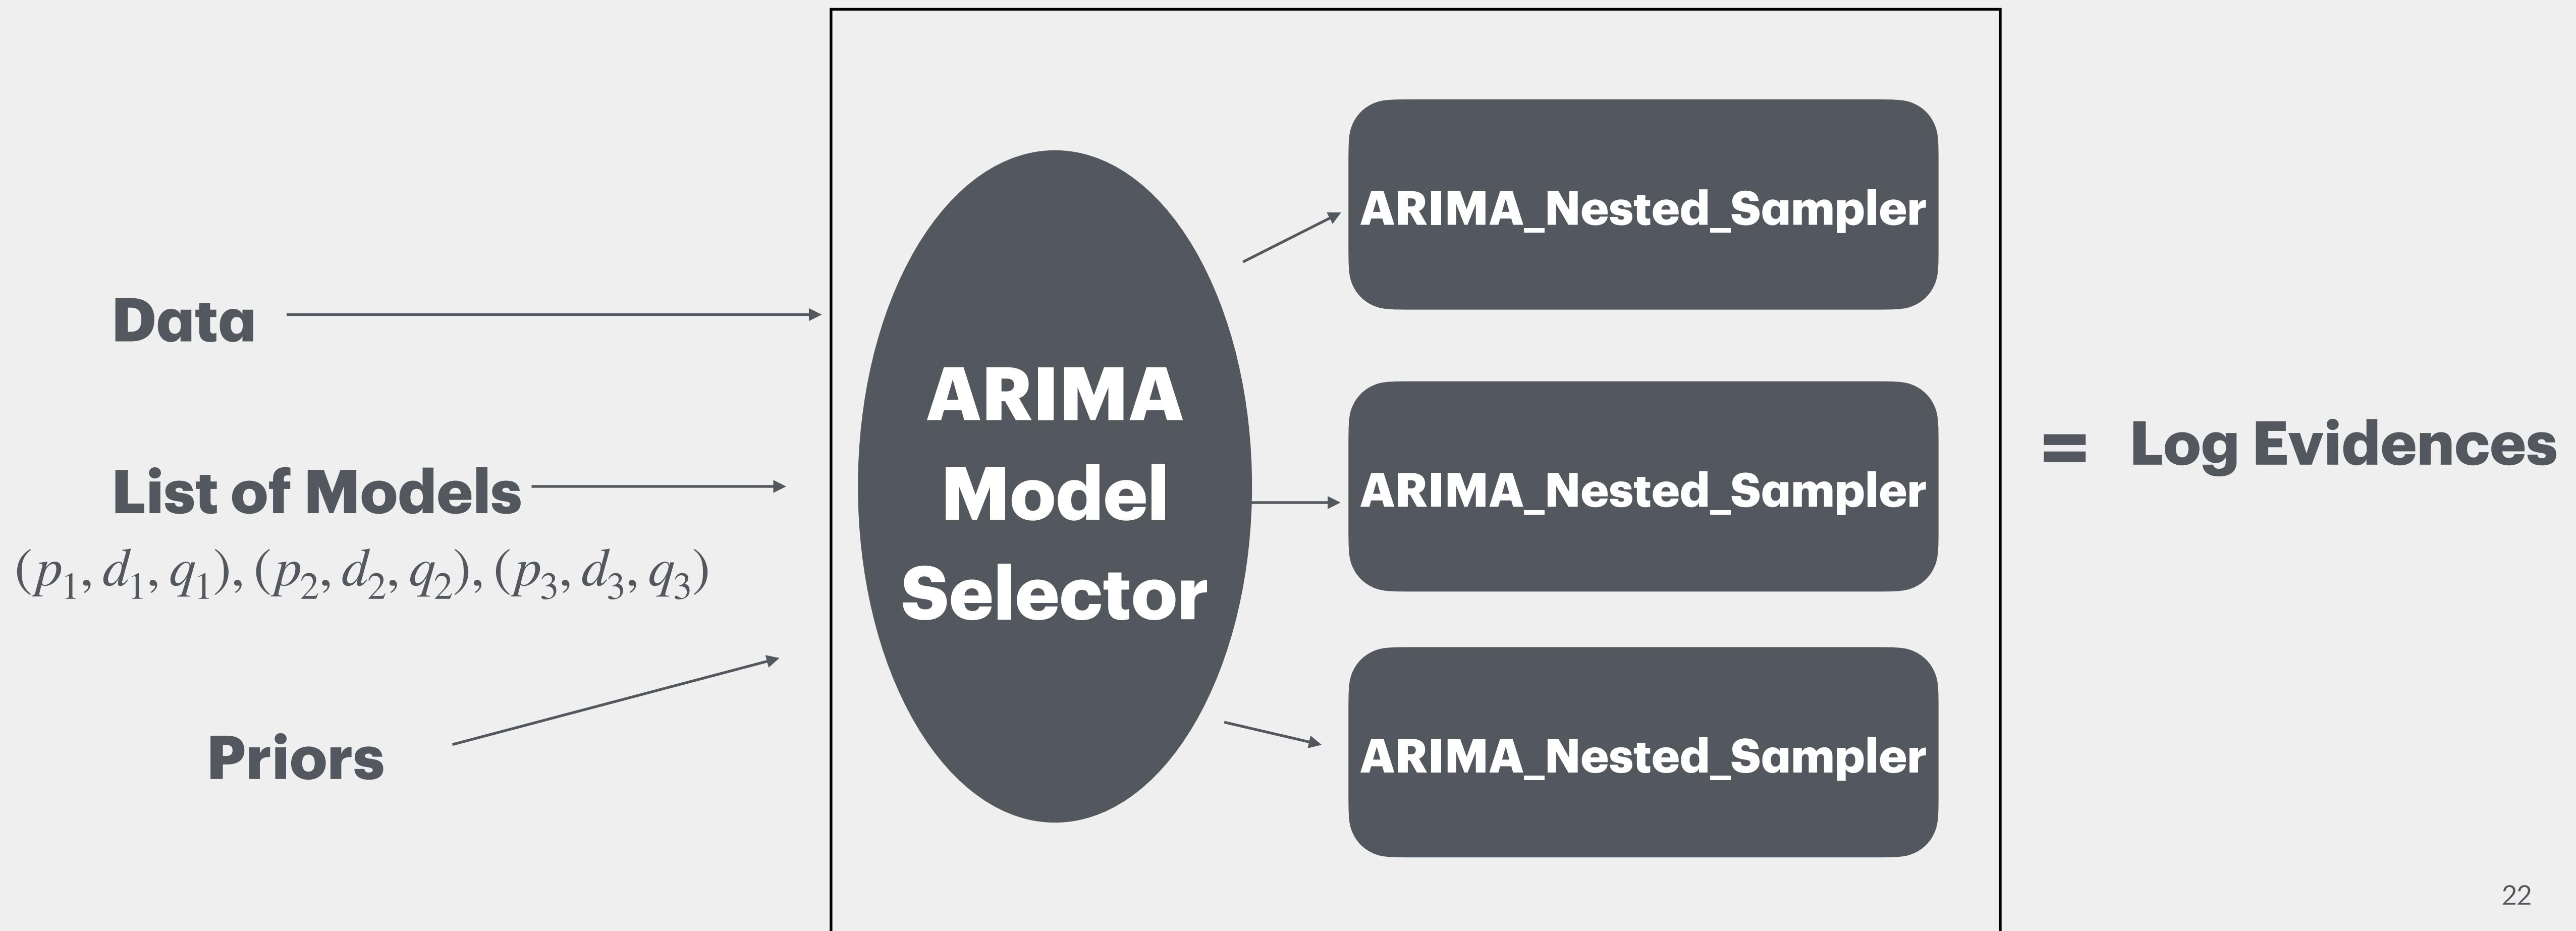 Data
List of Models
(p₁, d₁, q₁), (p₂, d₂, q₂), (p₃, d₃, q₃)
Priors
ARIMA
Model
Selector
ARIMA_Nested_Sampler
ARIMA_Nested_Sampler
ARIMA_Nested_Sampler
= Log Evidences
22